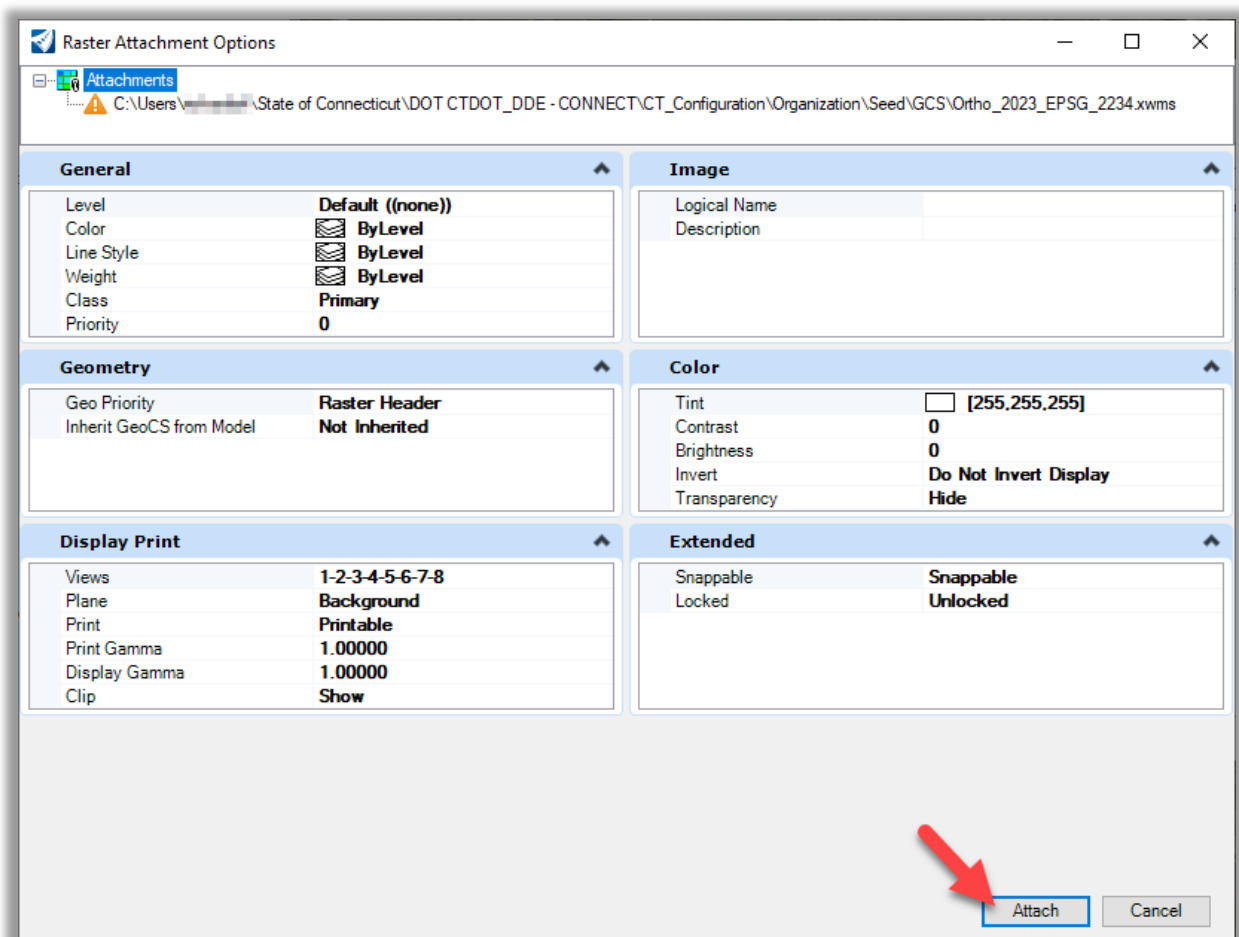 Raster Attachment Options
Attachments
C:\Users\ \State of Connecticut\DOT CTDOT_DDE - CONNECT\CT_Configuration\Organization\Seed\GCS\Ortho_2023_EPSG_2234.xwms
General
Level Default ((none))
Color ByLevel
Line Style ByLevel
Weight ByLevel
Class Primary
Priority 0
Image
Logical Name
Description
Geometry
Geo Priority Raster Header
Inherit GeoCS from Model Not Inherited
Color
Tint [255,255,255]
Contrast 0
Brightness 0
Invert Do Not Invert Display
Transparency Hide
Display Print
Views 1-2-3-4-5-6-7-8
Plane Background
Print Printable
Print Gamma 1.00000
Display Gamma 1.00000
Clip Show
Extended
Snappable Snappable
Locked Unlocked
Attach
Cancel